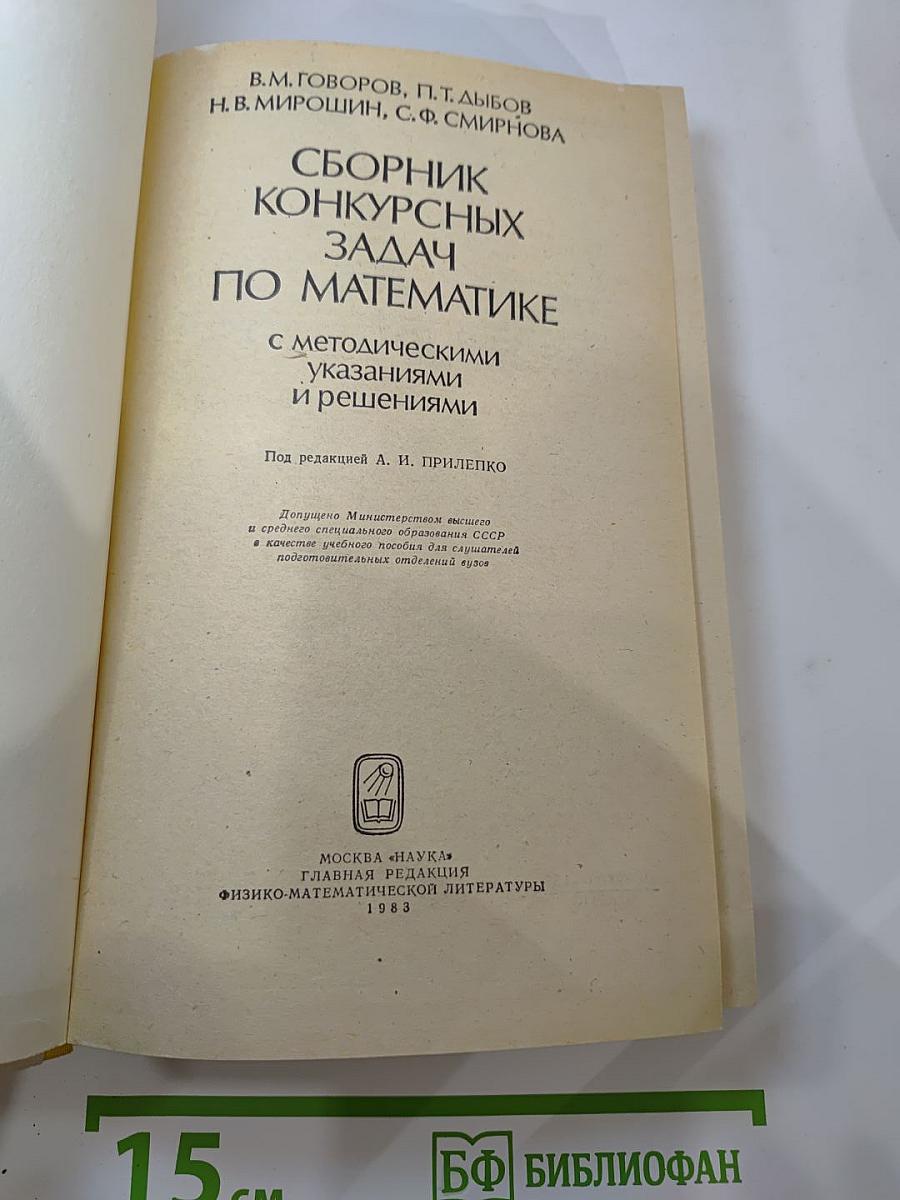 В. М. ГОВОРОВ, П. Т. ДЫБОВ
Н. В. МИРОШИН, С. Ф. СМИРНОВА
СБОРНИК
КОНКУРСНЫХ
ЗАДАЧ
ПО МАТЕМАТИКЕ
с методическими
указаниями
и решениями
Под редакцией А. И. ПРИЛЕПКО
Допущено Министерством высшего
и среднего специального образования СССР
в качестве учебного пособия для слушателей
подготовительных отделений вузов
МОСКВА «НАУКА»
ГЛАВНАЯ РЕДАКЦИЯ
ФИЗИКО-МАТЕМАТИЧЕСКОЙ ЛИТЕРАТУРЫ
1983
15 см
БФ БИБЛИОФАН